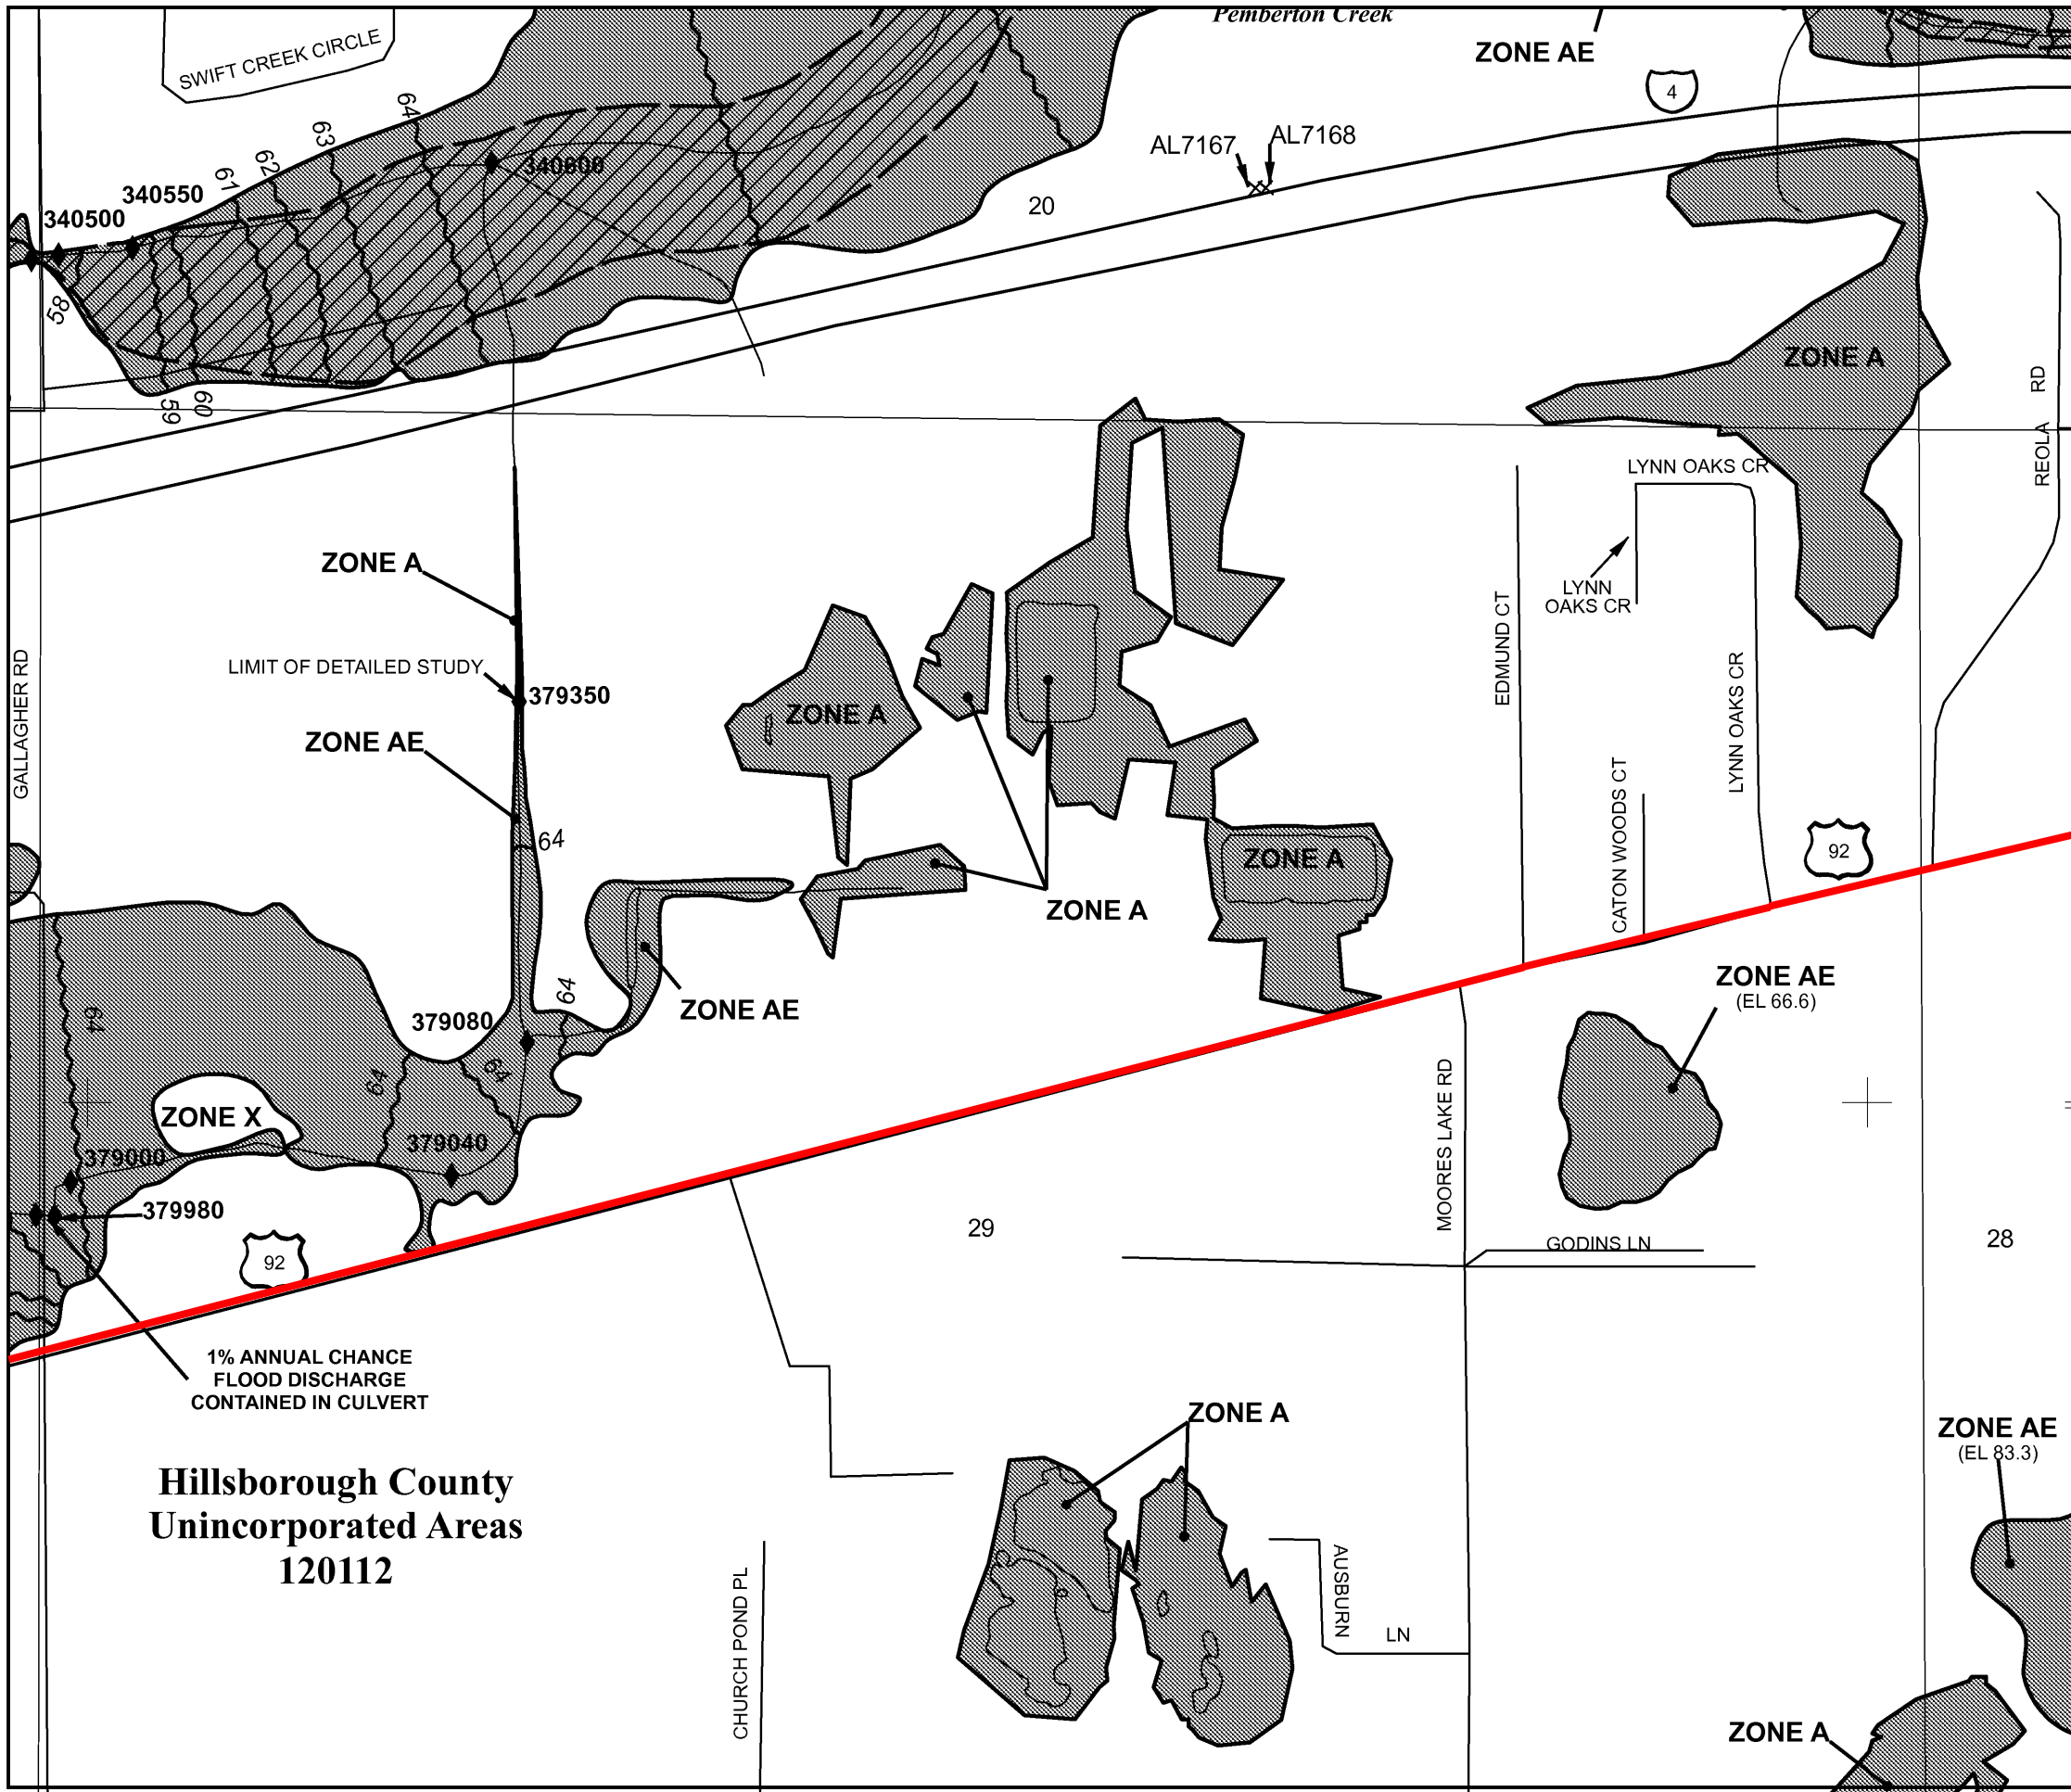 Pemberton Creek
ZONE AE
SWIFT CREEK CIRCLE
4
64
63
62
61
AL7167
AL7168
340600
340550
340500
20
58
59
60
ZONE A
REOLA RD
LYNN OAKS CR
LYNN
OAKS CR
EDMUND CT
LYNN OAKS CR
CATON WOODS CT
92
ZONE A
LIMIT OF DETAILED STUDY
379350
ZONE AE
GALLAGHER RD
64
ZONE A
ZONE A
ZONE A
ZONE AE
64
379080
64
64
64
ZONE X
379040
379000
379980
92
ZONE AE
(EL 66.6)
MOORES LAKE RD
29
GODINS LN
28
1% ANNUAL CHANCE
FLOOD DISCHARGE
CONTAINED IN CULVERT
ZONE A
ZONE AE
(EL 83.3)
Hillsborough County
Unincorporated Areas
120112
CHURCH POND PL
AUSBURN LN
ZONE A